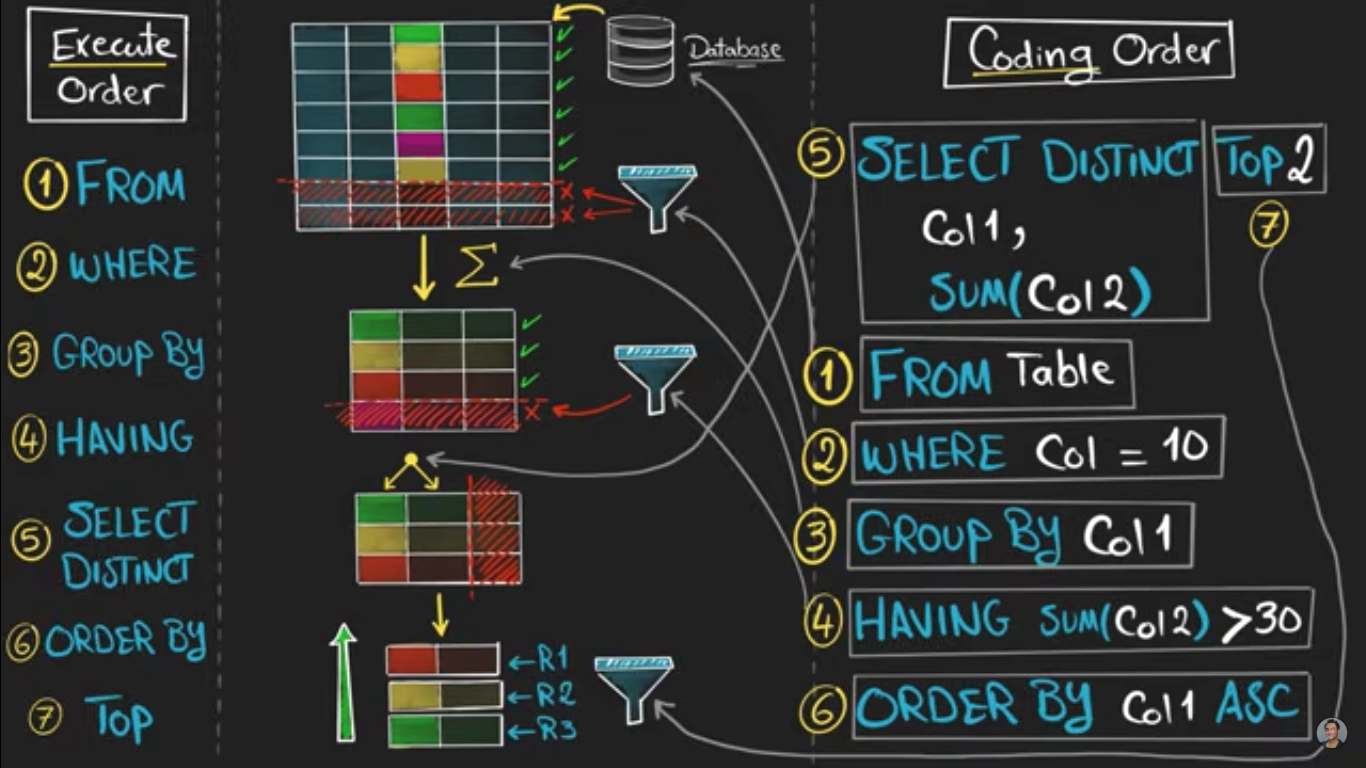 Execute
Order
① FROM
② WHERE
③ GROUP BY
④ HAVING
⑤ SELECT
DISTINCT
⑥ ORDER BY
⑦ TOP
Database
✓
✓
✓
✓
✓
✓
x
x
Σ
✓
✓
✓
x
←R1
←R2
←R3
Coding Order
⑤ SELECT DISTINCT TOP 2
⑦
Col1,
SUM(Col2)
① FROM Table
② WHERE Col = 10
③ GROUP BY Col1
④ HAVING SUM(Col2) >30
⑥ ORDER BY Col1 ASC